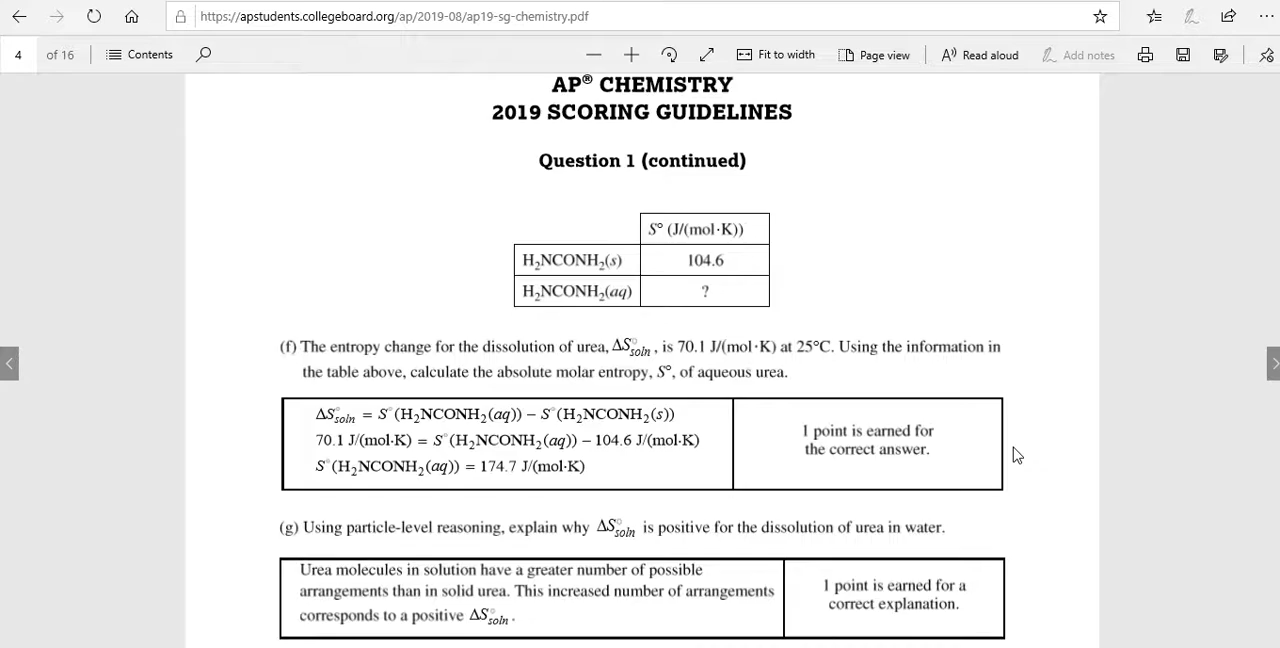 https://apstudents.collegeboard.org/ap/2019-08/ap19-sg-chemistry.pdf
4 of 16 Contents Fit to width Page view Read aloud Add notes
AP® CHEMISTRY
2019 SCORING GUIDELINES
Question 1 (continued)
S° (J/(mol·K))
H₂NCONH₂(s) 104.6
H₂NCONH₂(aq) ?
(f) The entropy change for the dissolution of urea, ΔS°soln, is 70.1 J/(mol·K) at 25°C. Using the information in
the table above, calculate the absolute molar entropy, S°, of aqueous urea.
ΔS°soln = S°(H₂NCONH₂(aq)) − S°(H₂NCONH₂(s))
70.1 J/(mol·K) = S°(H₂NCONH₂(aq)) − 104.6 J/(mol·K)
S°(H₂NCONH₂(aq)) = 174.7 J/(mol·K)
1 point is earned for
the correct answer.
(g) Using particle-level reasoning, explain why ΔS°soln is positive for the dissolution of urea in water.
Urea molecules in solution have a greater number of possible
arrangements than in solid urea. This increased number of arrangements
corresponds to a positive ΔS°soln.
1 point is earned for a
correct explanation.